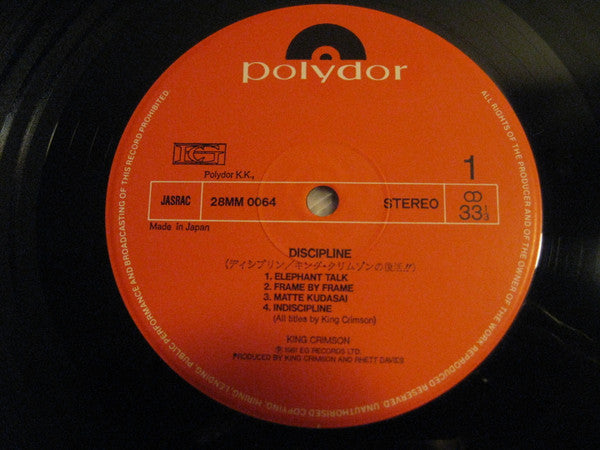 polydor
EG
Polydor K.K.,
1
JASRAC
28MM 0064
STEREO
33 1/3
Made in Japan
DISCIPLINE
(ディシプリン/キング・クリムゾンの復活!!)
1. ELEPHANT TALK
2. FRAME BY FRAME
3. MATTE KUDASAI
4. INDISCIPLINE
(All titles by King Crimson)
KING CRIMSON
℗ 1981 EG RECORDS LTD.
PRODUCED BY KING CRIMSON AND RHETT DAVIES
ALL RIGHTS OF THE PRODUCER AND OF THE OWNER OF THE WORK REPRODUCED RESERVED. UNAUTHORISED COPYING, HIRING, LENDING, PUBLIC PERFORMANCE AND BROADCASTING OF THIS RECORD PROHIBITED.